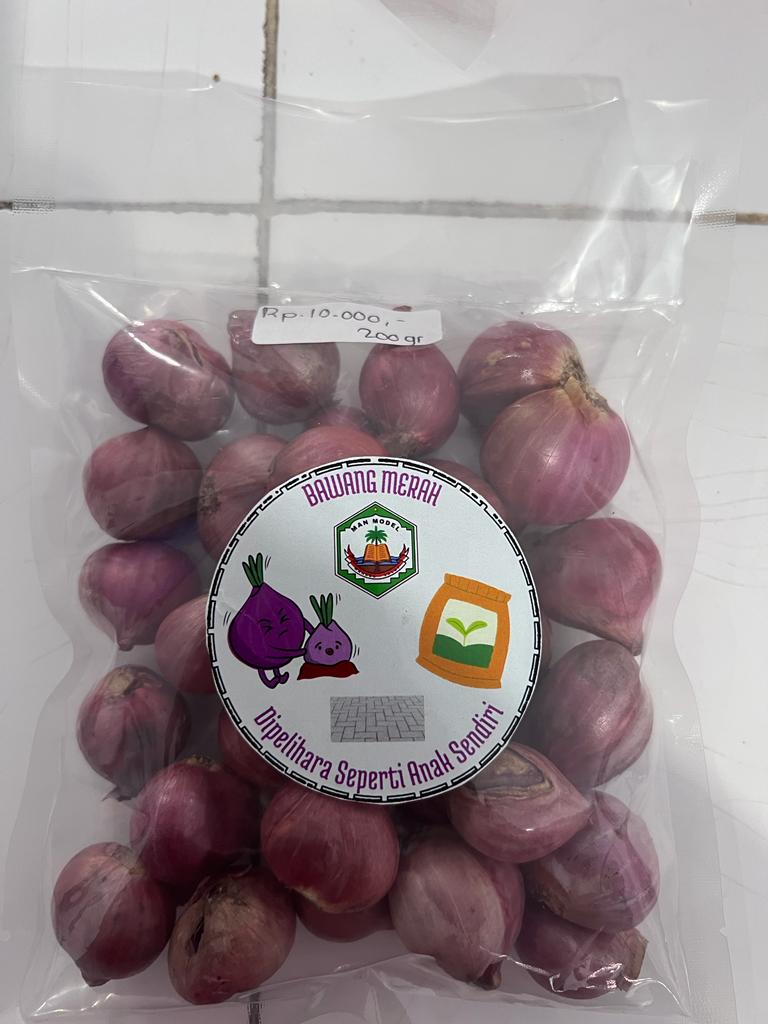 Rp. 10.000,-
200 gr
BAWANG MERAH
MAN MODEL
Dipelihara Seperti Anak Sendiri